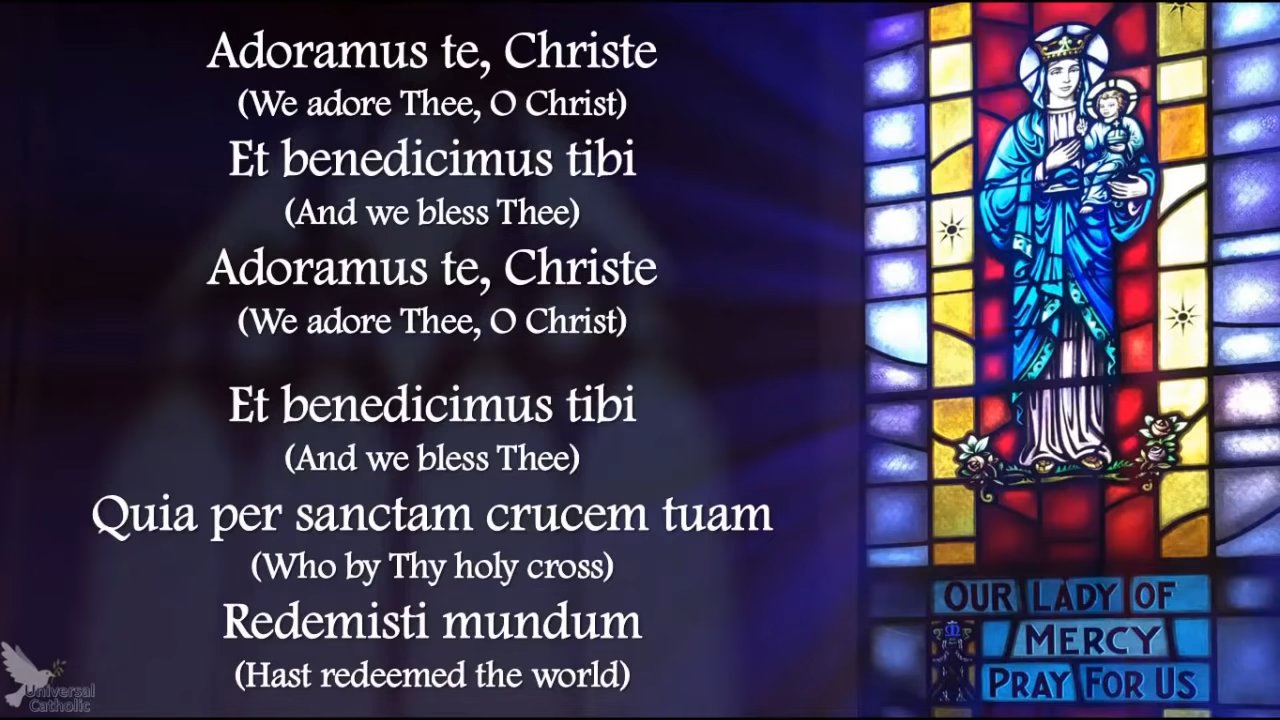 Adoramus te, Christe
(We adore Thee, O Christ)
Et benedicimus tibi
(And we bless Thee)
Adoramus te, Christe
(We adore Thee, O Christ)
Et benedicimus tibi
(And we bless Thee)
Quia per sanctam crucem tuam
(Who by Thy holy cross)
Redemisti mundum
(Hast redeemed the world)
OUR LADY OF
MERCY
PRAY FOR US
Universal
Catholic